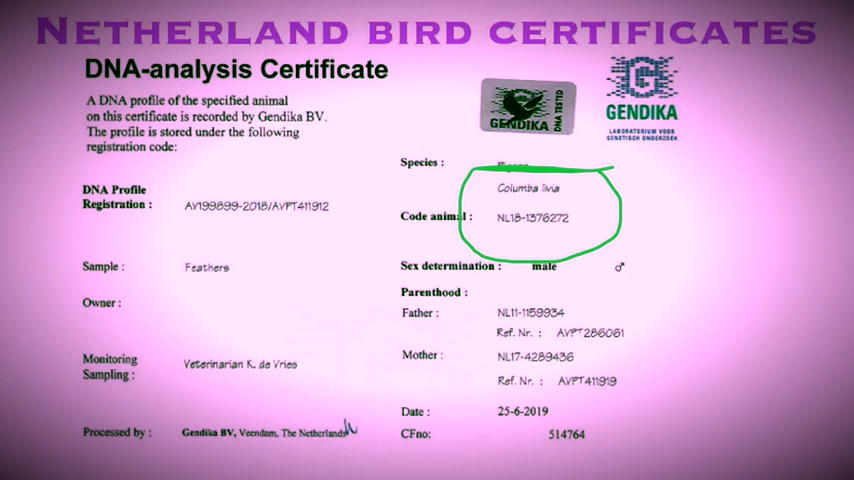 NETHERLAND BIRD CERTIFICATES
DNA-analysis Certificate
A DNA profile of the specified animal
on this certificate is recorded by Gendika BV.
The profile is stored under the following
registration code:
GENDIKA
DNA TESTED
GENDIKA
LABORATORIUM VOOR
GENETISCH ONDERZOEK
Species : Pigeon
Columba livia
DNA Profile
Registration : AV199899-2018/AVPT411912
Code animal : NL18-1376272
Sample : Feathers
Sex determination : male ♂
Owner :
Parenthood :
Father : NL11-1159934
Ref. Nr. : AVPT286061
Monitoring
Sampling : Veterinarian K. de Vries
Mother : NL17-4289436
Ref. Nr. : AVPT411919
Date : 25-6-2019
Processed by : Gendika BV, Veendam, The Netherlands
CFno: 514764